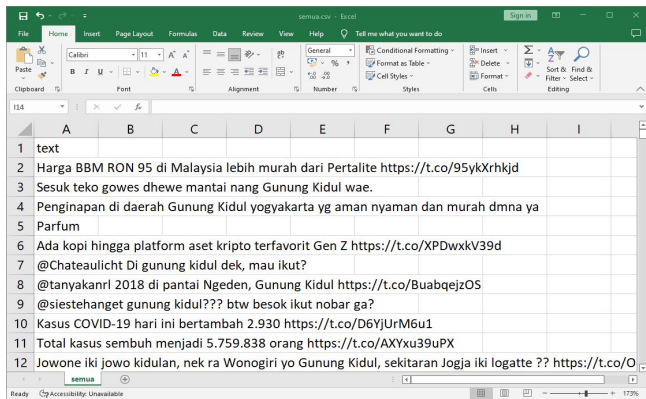 semua.csv - Excel
Sign in
File Home Insert Page Layout Formulas Data Review View Help Tell me what you want to do
Calibri 11 General Conditional Formatting Insert
Paste Format as Table Delete Sort & Find &
B I U Cell Styles Format Filter Select
Clipboard Font Alignment Number Styles Cells Editing
I14 fx
A B C D E F G H I
1 text
2 Harga BBM RON 95 di Malaysia lebih murah dari Pertalite https://t.co/95ykXrhkjd
3 Sesuk teko gowes dhewe mantai nang Gunung Kidul wae.
4 Penginapan di daerah Gunung Kidul yogyakarta yg aman nyaman dan murah dmna ya
5 Parfum
6 Ada kopi hingga platform aset kripto terfavorit Gen Z https://t.co/XPDwxkV39d
7 @Chateaulicht Di gunung kidul dek, mau ikut?
8 @tanyakanrl 2018 di pantai Ngeden, Gunung Kidul https://t.co/BuabqejzOS
9 @siestehanget gunung kidul??? btw besok ikut nobar ga?
10 Kasus COVID-19 hari ini bertambah 2.930 https://t.co/D6YjUrM6u1
11 Total kasus sembuh menjadi 5.759.838 orang https://t.co/AXYxu39uPX
12 Jowone iki jowo kidulan, nek ra Wonogiri yo Gunung Kidul, sekitaran Jogja iki logatte ?? https://t.co/O
semua
Ready Accessibility: Unavailable 173%